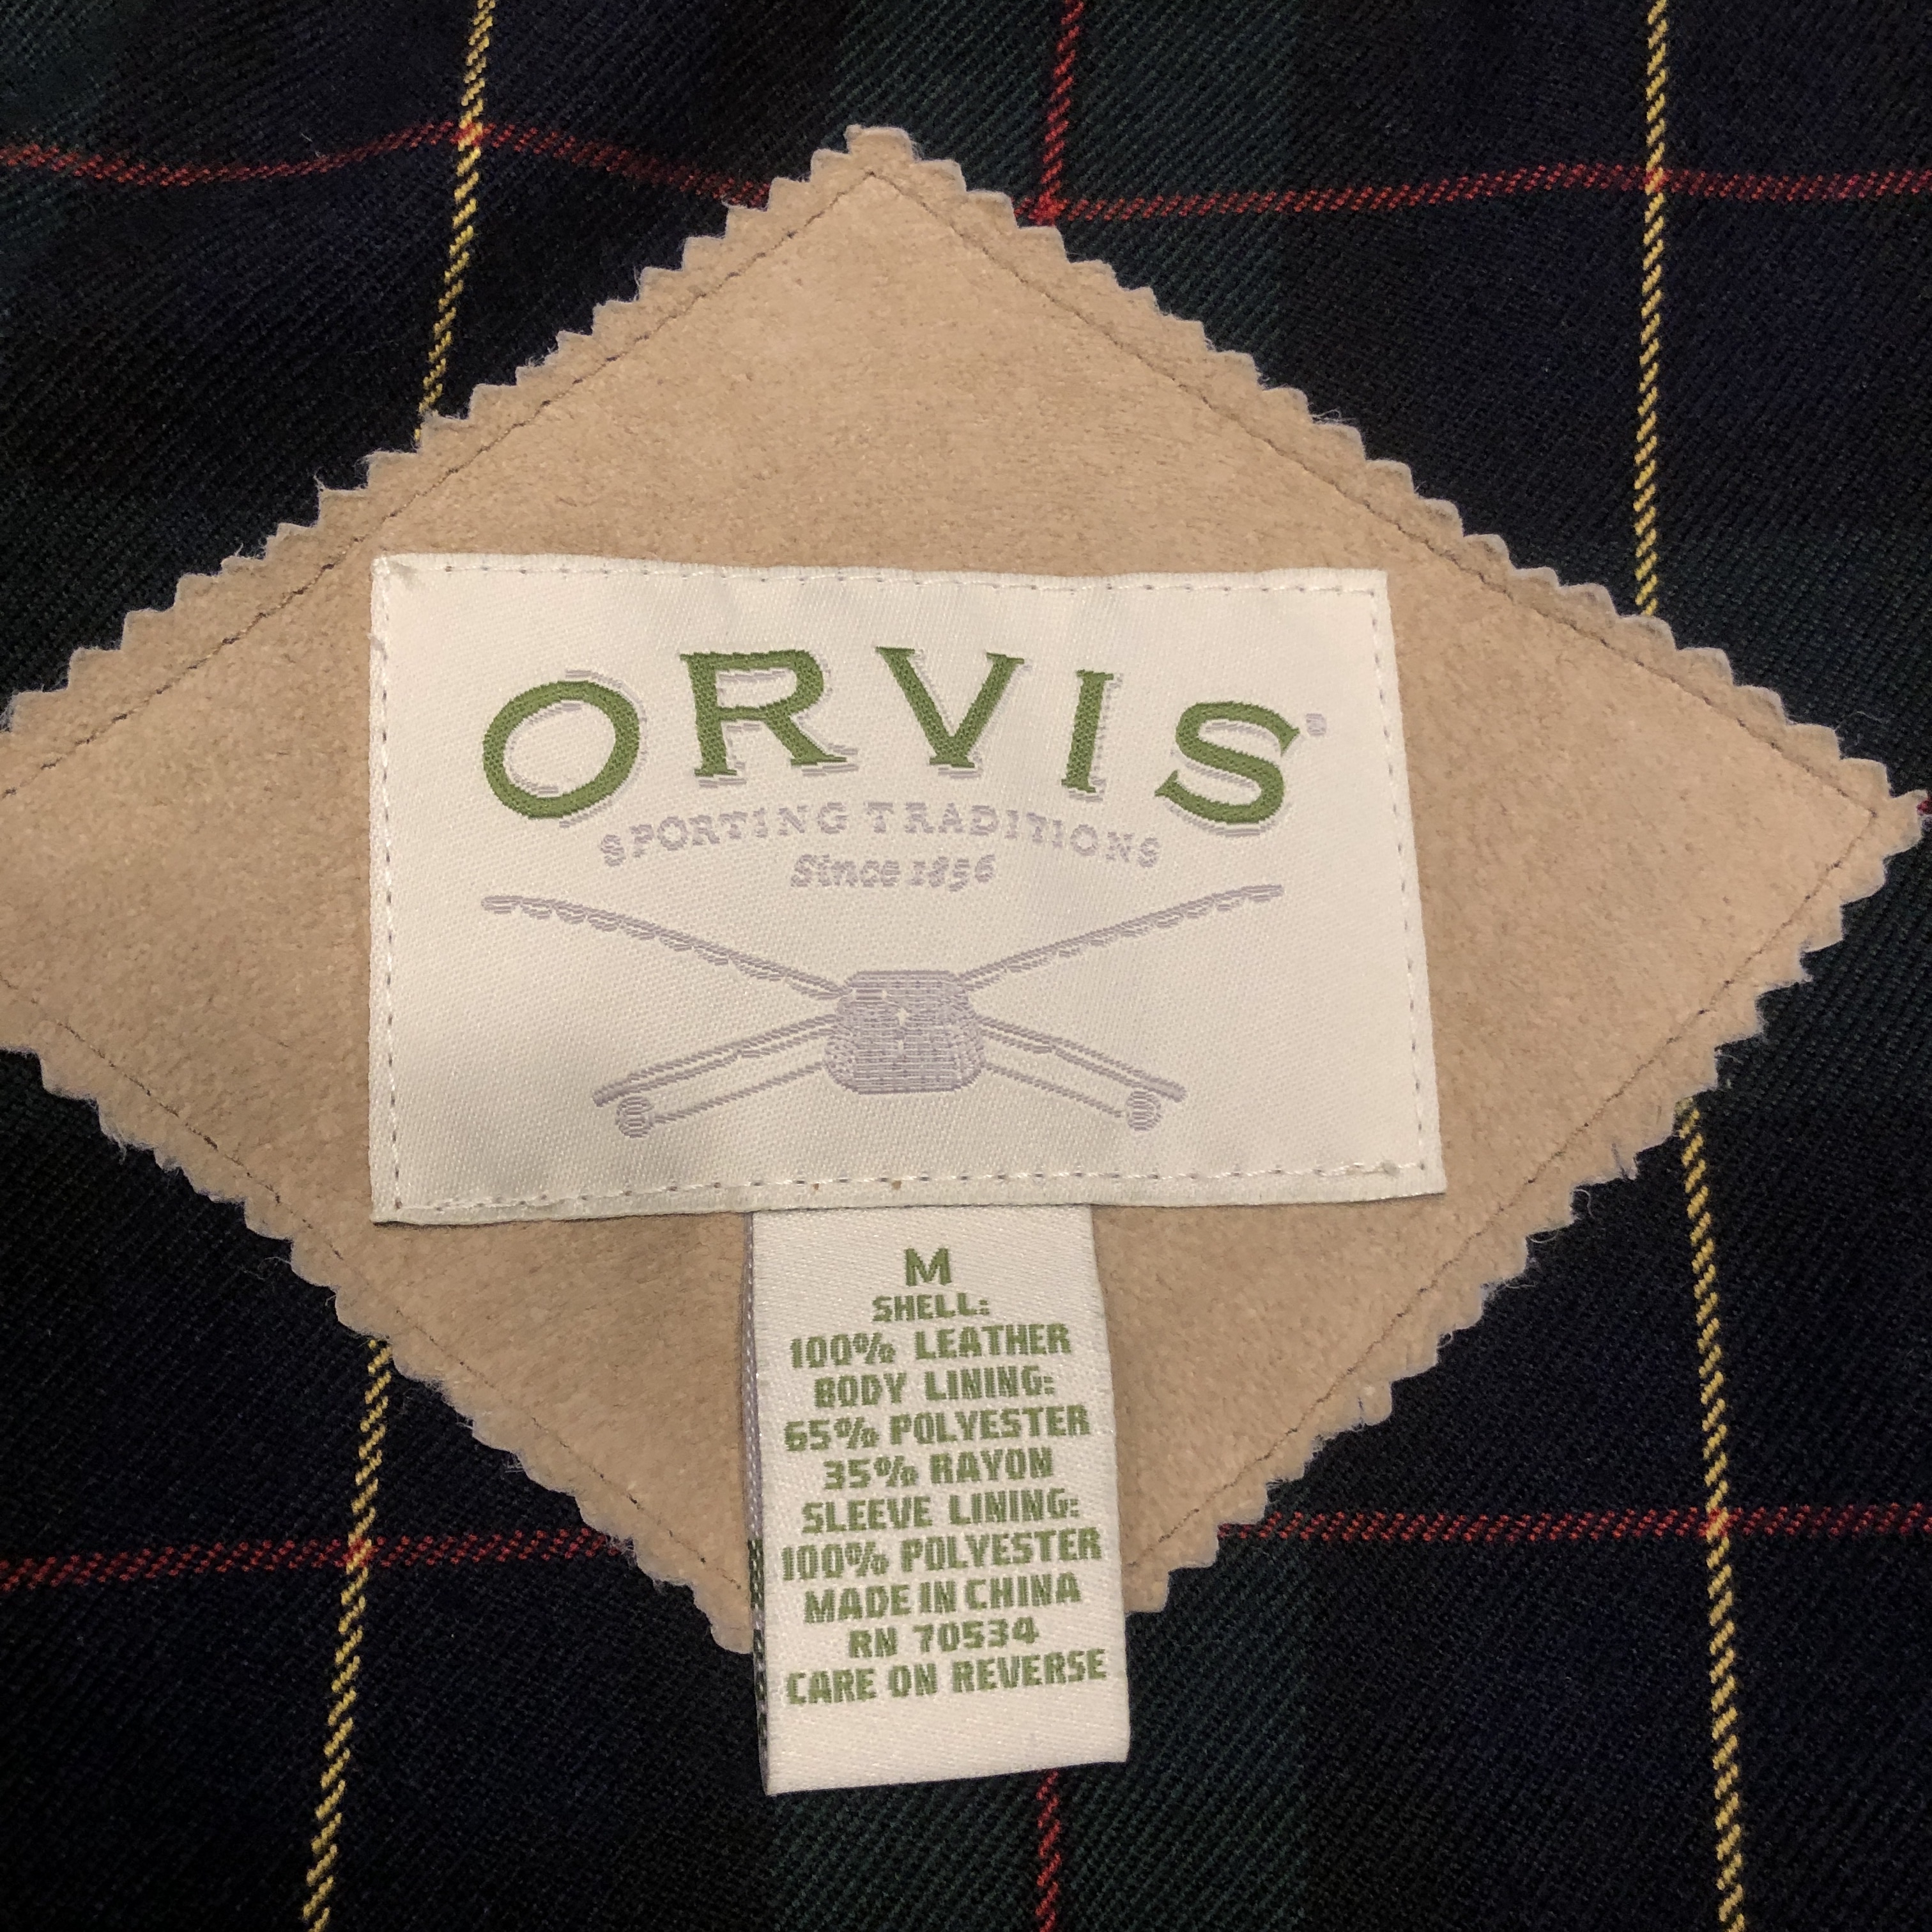 ORVIS
SPORTING TRADITIONS
Since 1856
M
SHELL:
100% LEATHER
BODY LINING:
65% POLYESTER
35% RAYON
SLEEVE LINING:
100% POLYESTER
MADE IN CHINA
RN 70534
CARE ON REVERSE